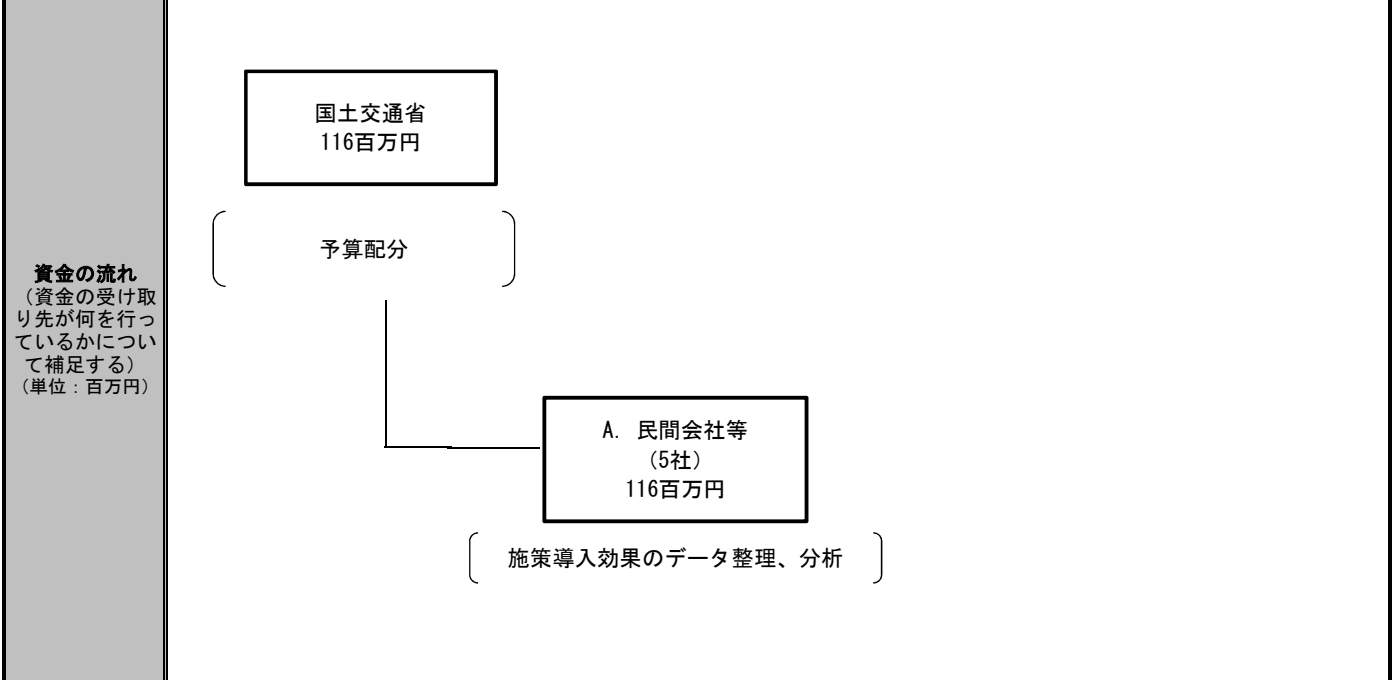 資金の流れ
（資金の受け取
り先が何を行っ
ているかについ
て補足する）
（単位：百万円）
国土交通省
116百万円
予算配分
A. 民間会社等
（5社）
116百万円
施策導入効果のデータ整理、分析